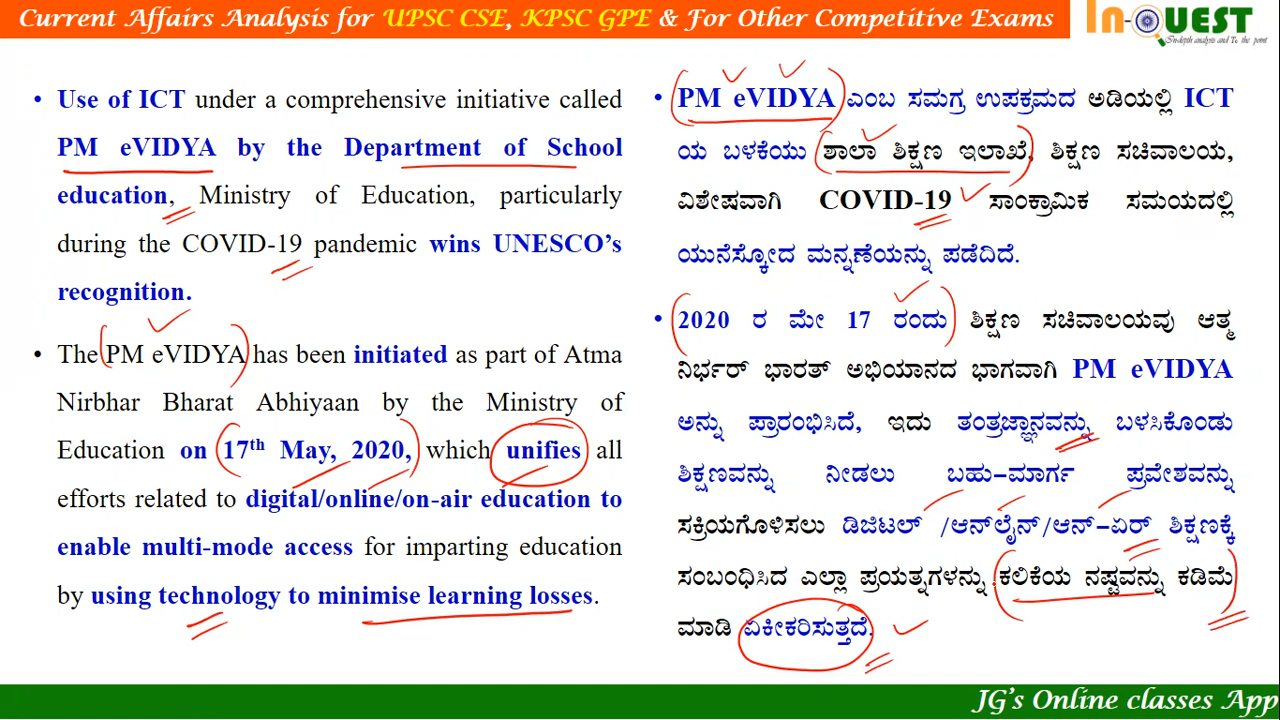 Current Affairs Analysis for UPSC CSE, KPSC GPE & For Other Competitive Exams
In-QUEST
In-depth analysis and To the point
• Use of ICT under a comprehensive initiative called
PM eVIDYA by the Department of School
education, Ministry of Education, particularly
during the COVID-19 pandemic wins UNESCO's
recognition.
• The PM eVIDYA has been initiated as part of Atma
Nirbhar Bharat Abhiyaan by the Ministry of
Education on 17th May, 2020, which unifies all
efforts related to digital/online/on-air education to
enable multi-mode access for imparting education
by using technology to minimise learning losses.
• PM eVIDYA ಎಂಬ ಸಮಗ್ರ ಉಪಕ್ರಮದ ಅಡಿಯಲ್ಲಿ ICT
ಯ ಬಳಕೆಯು ಶಾಲಾ ಶಿಕ್ಷಣ ಇಲಾಖೆ, ಶಿಕ್ಷಣ ಸಚಿವಾಲಯ,
ವಿಶೇಷವಾಗಿ COVID-19 ಸಾಂಕ್ರಾಮಿಕ ಸಮಯದಲ್ಲಿ
ಯುನೆಸ್ಕೋದ ಮನ್ನಣೆಯನ್ನು ಪಡೆದಿದೆ.
• 2020 ರ ಮೇ 17 ರಂದು ಶಿಕ್ಷಣ ಸಚಿವಾಲಯವು ಆತ್ಮ
ನಿರ್ಭರ್ ಭಾರತ್ ಅಭಿಯಾನದ ಭಾಗವಾಗಿ PM eVIDYA
ಅನ್ನು ಪ್ರಾರಂಭಿಸಿದೆ, ಇದು ತಂತ್ರಜ್ಞಾನವನ್ನು ಬಳಸಿಕೊಂಡು
ಶಿಕ್ಷಣವನ್ನು ನೀಡಲು ಬಹು-ಮಾರ್ಗ ಪ್ರವೇಶವನ್ನು
ಸಕ್ರಿಯಗೊಳಿಸಲು ಡಿಜಿಟಲ್ /ಆನ್‌ಲೈನ್/ಆನ್-ಏರ್ ಶಿಕ್ಷಣಕ್ಕೆ
ಸಂಬಂಧಿಸಿದ ಎಲ್ಲಾ ಪ್ರಯತ್ನಗಳನ್ನು ಕಲಿಕೆಯ ನಷ್ಟವನ್ನು ಕಡಿಮೆ
ಮಾಡಿ ಏಕೀಕರಿಸುತ್ತದೆ.
JG's Online classes App